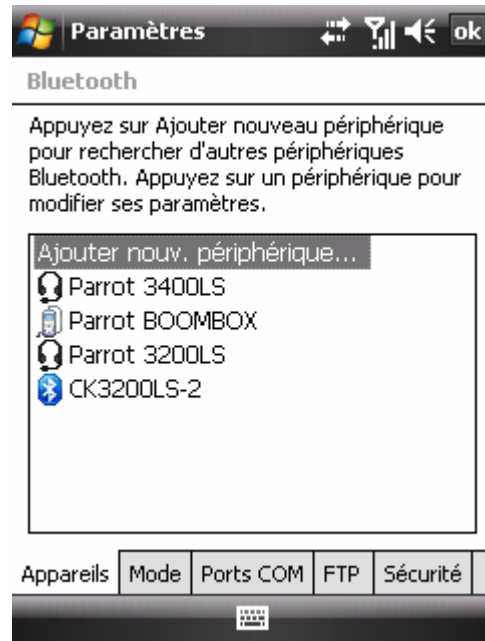 Paramètres
ok
Bluetooth
Appuyez sur Ajouter nouveau périphérique
pour rechercher d'autres périphériques
Bluetooth. Appuyez sur un périphérique pour
modifier ses paramètres.
Ajouter nouv. périphérique...
Parrot 3400LS
Parrot BOOMBOX
Parrot 3200LS
CK3200LS-2
Appareils Mode Ports COM FTP Sécurité